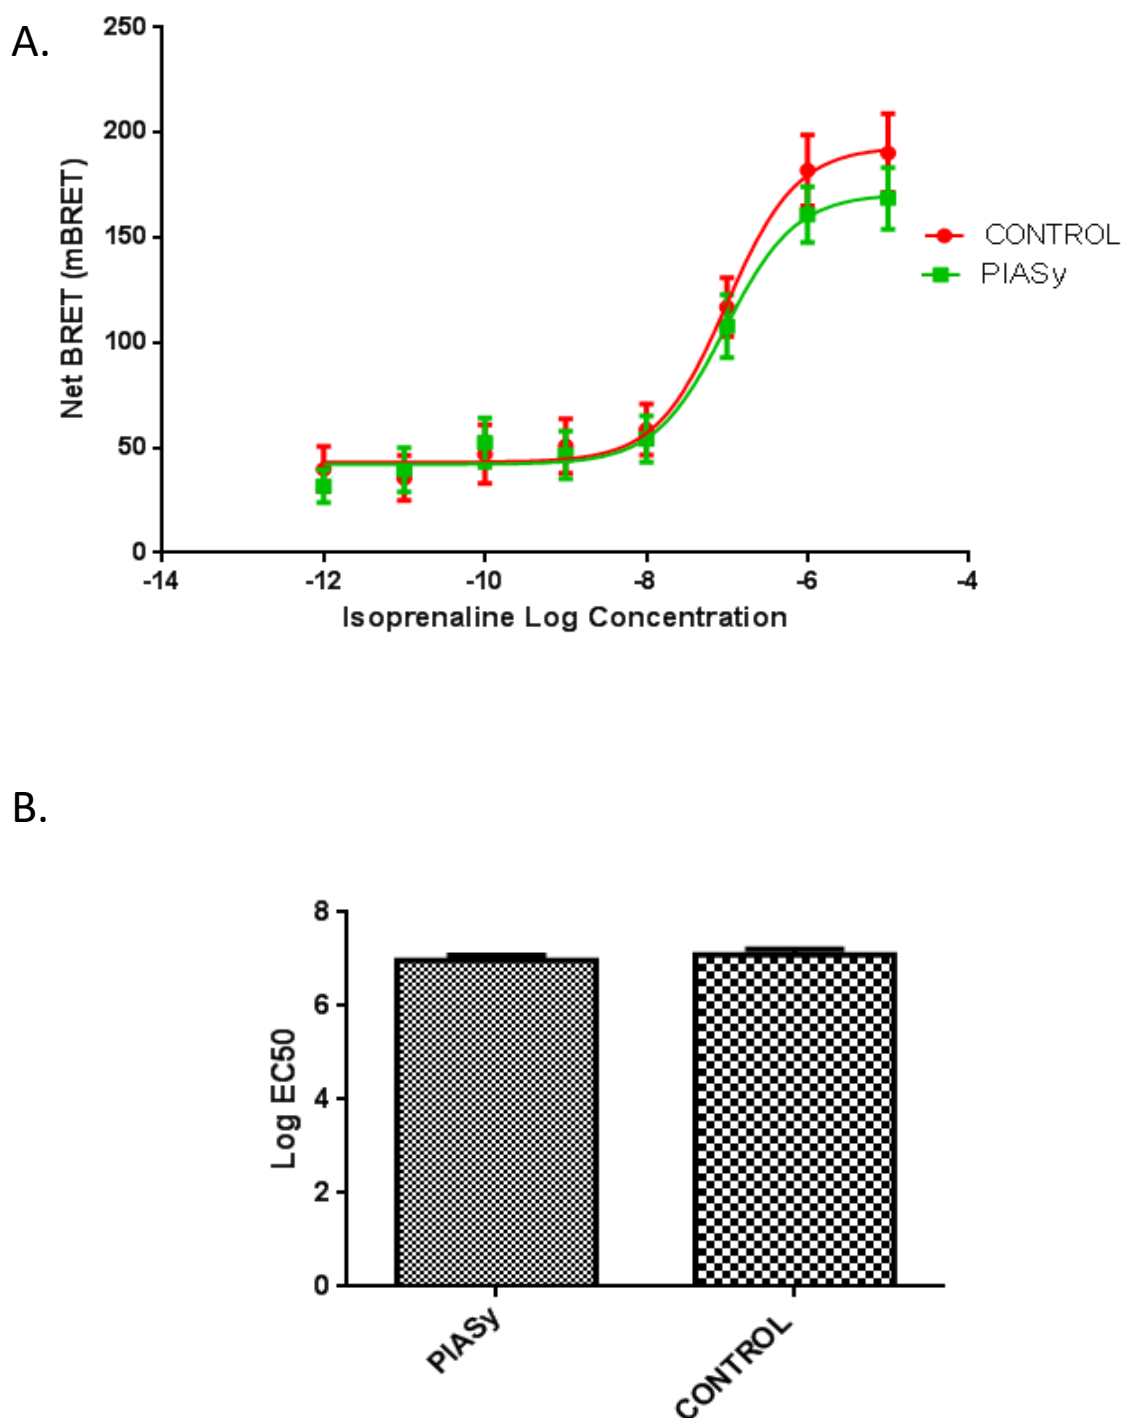 A.
250
200
150
100
50
0
Net BRET (mBRET)
-14
-12
-10
-8
-6
-4
Isoprenaline Log Concentration
CONTROL
PIASy
B.
8
6
4
2
0
Log EC50
PIASy
CONTROL